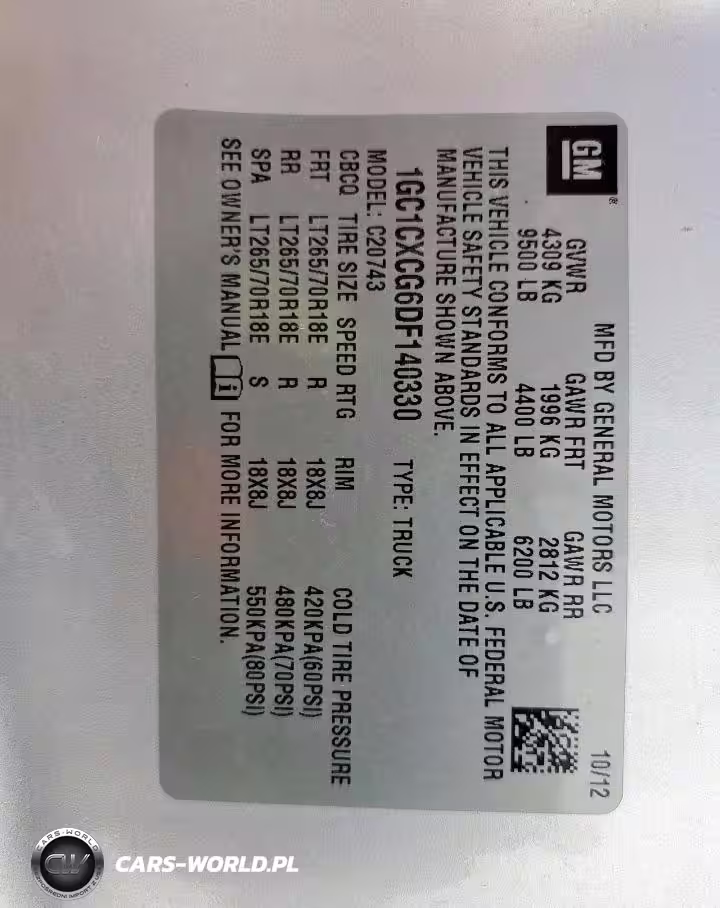 MFD BY GENERAL MOTORS LLC 10/12
GM®
GVWR GAWR FRT GAWR RR
4309 KG 1996 KG 2812 KG
9500 LB 4400 LB 6200 LB
THIS VEHICLE CONFORMS TO ALL APPLICABLE U.S. FEDERAL MOTOR
VEHICLE SAFETY STANDARDS IN EFFECT ON THE DATE OF
MANUFACTURE SHOWN ABOVE.
1GC1CXCG6DF140330 TYPE: TRUCK
MODEL: C20743
CBCQ TIRE SIZE SPEED RTG RIM COLD TIRE PRESSURE
FRT LT265/70R18E R 18X8J 420KPA(60PSI)
RR LT265/70R18E R 18X8J 480KPA(70PSI)
SPA LT265/70R18E S 18X8J 550KPA(80PSI)
SEE OWNER'S MANUAL i FOR MORE INFORMATION.
CARS-WORLD
CW
CARS-WORLD.PL